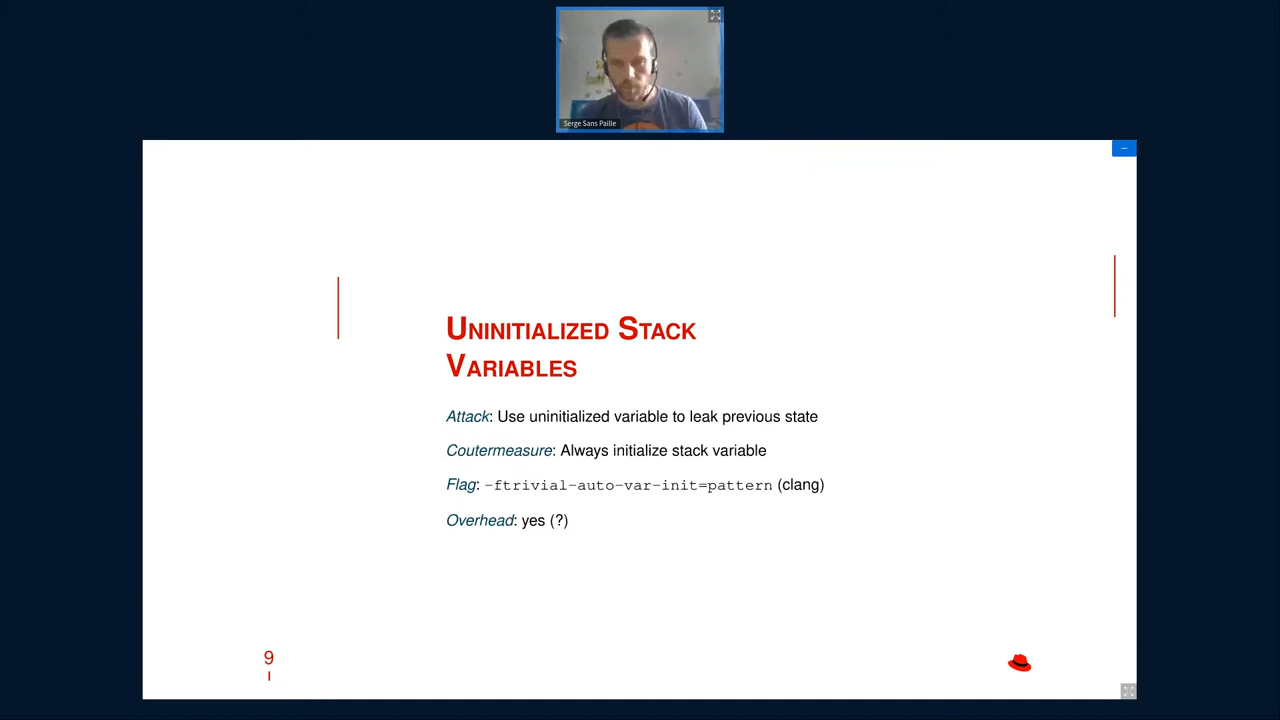 Serge Sans Paille
UNINITIALIZED STACK
VARIABLES
Attack: Use uninitialized variable to leak previous state
Coutermeasure: Always initialize stack variable
Flag: -ftrivial-auto-var-init=pattern (clang)
Overhead: yes (?)
9